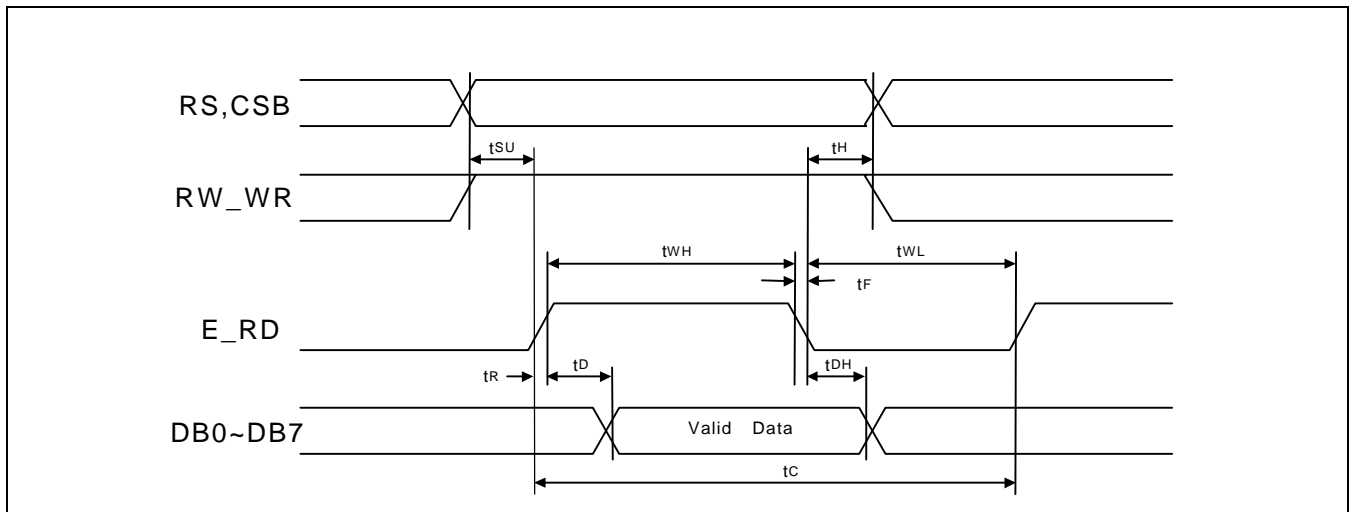 RS,CSB
tSU tH
RW_WR
tWH tWL
tF
E_RD
tR tD tDH
DB0~DB7 Valid Data
tC